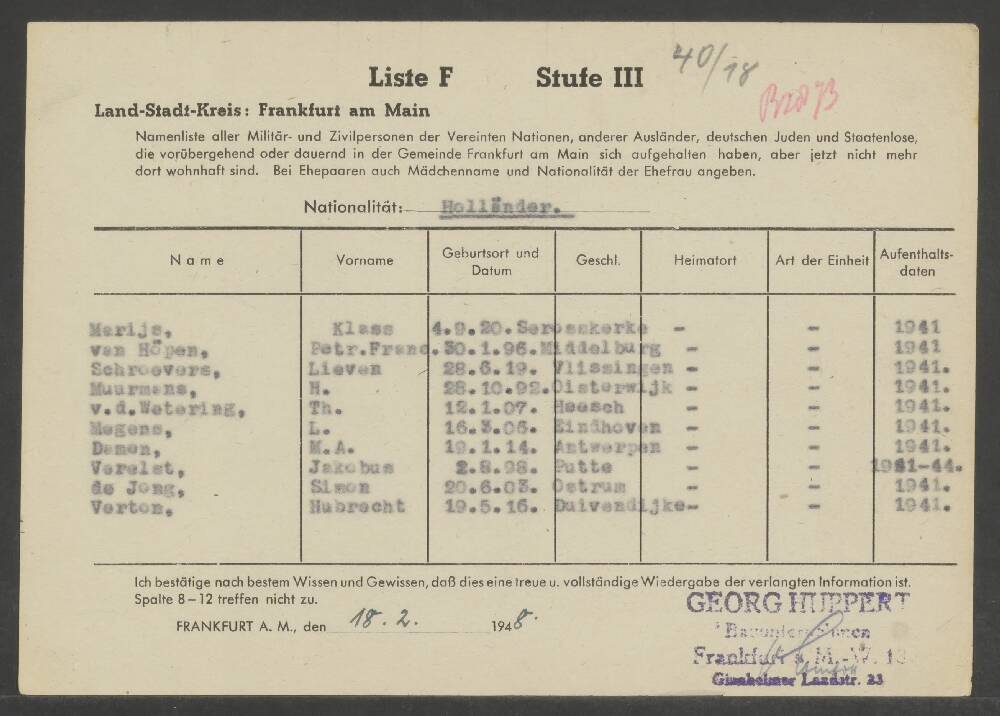 40/18
Liste F Stufe III
Land-Stadt-Kreis: Frankfurt am Main
Namenliste aller Militär- und Zivilpersonen der Vereinten Nationen, anderer Ausländer, deutschen Juden und Staatenlose,
die vorübergehend oder dauernd in der Gemeinde Frankfurt am Main sich aufgehalten haben, aber jetzt nicht mehr
dort wohnhaft sind. Bei Ehepaaren auch Mädchenname und Nationalität der Ehefrau angeben.
Nationalität: Holländer.
Name Vorname Geburtsort und Datum Geschl. Heimatort Art der Einheit Aufenthalts-daten
Marijs, Klass 4.9.20. Serooskerke - - 1941
van Höpen, Petr.Franc. 30.1.96. Middelburg - - 1941
Schroevers, Lieven 28.6.19. Vlissingen - - 1941.
Muurmans, H. 28.10.92. Oisterwijk - - 1941.
v.d.Wetering, Th. 12.1.07. Heesch - - 1941.
Megens, L. 16.3.06. Eindhoven - - 1941.
Damen, M.A. 19.1.14. Antwerpen - - 1941.
Verelst, Jakobus 2.8.98. Putte - - 1941-44.
de Jong, Simon 20.6.03. Ostrum - - 1941.
Verton, Hubrecht 19.5.16. Duivendijke - - 1941.
Ich bestätige nach bestem Wissen und Gewissen, daß dies eine treue u. vollständige Wiedergabe der verlangten Information ist.
Spalte 8–12 treffen nicht zu.
FRANKFURT A. M., den 18. 2. 1948.
GEORG HUPPERT
Frankfurt a. M.-W. 13
Ginnheimer Landstr. 23